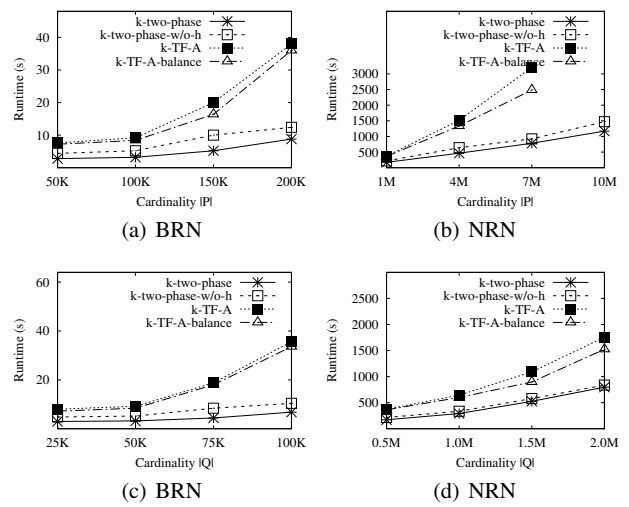 k-two-phase
k-two-phase-w/o-h
k-TF-A
k-TF-A-balance
Runtime (s)
40
30
20
10
50K 100K 150K 200K
Cardinality |P|
(a) BRN
k-two-phase
k-two-phase-w/o-h
k-TF-A
k-TF-A-balance
Runtime (s)
3000
2500
2000
1500
1000
500
1M 4M 7M 10M
Cardinality |P|
(b) NRN
k-two-phase
k-two-phase-w/o-h
k-TF-A
k-TF-A-balance
Runtime (s)
60
40
20
25K 50K 75K 100K
Cardinality |Q|
(c) BRN
k-two-phase
k-two-phase-w/o-h
k-TF-A
k-TF-A-balance
Runtime (s)
2500
2000
1500
1000
500
0.5M 1.0M 1.5M 2.0M
Cardinality |Q|
(d) NRN